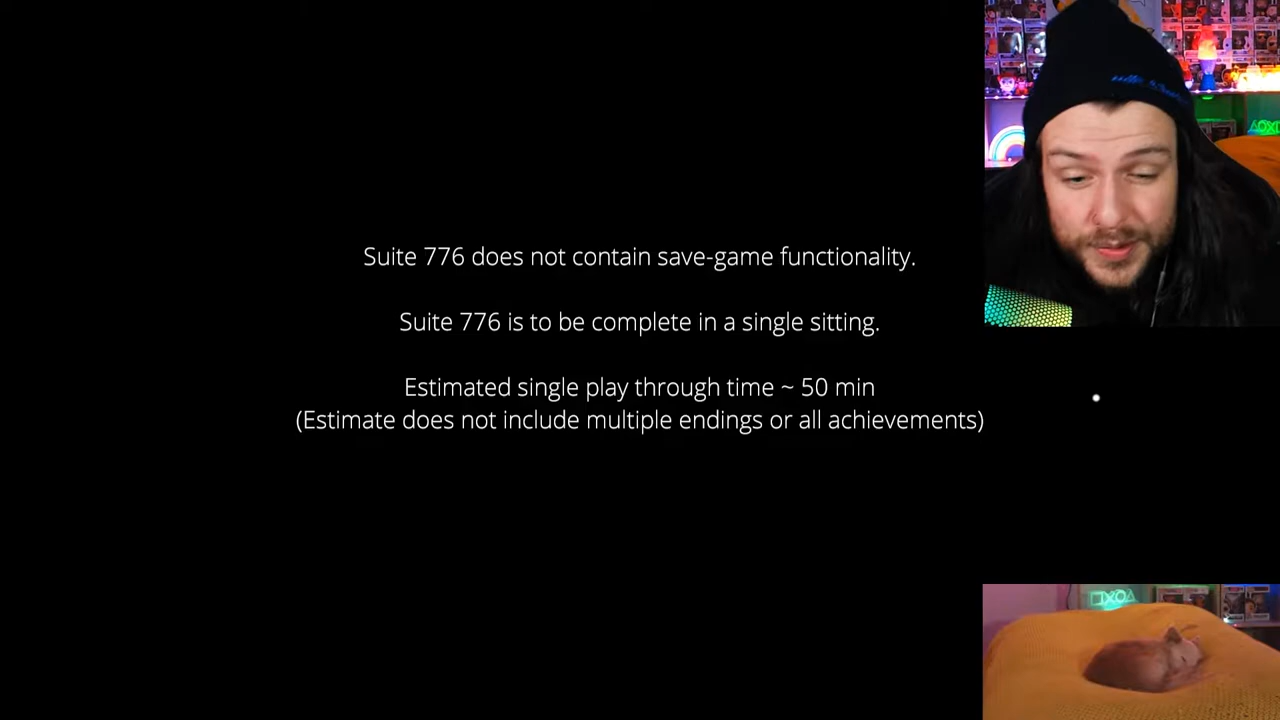 Suite 776 does not contain save-game functionality.
Suite 776 is to be complete in a single sitting.
Estimated single play through time ~ 50 min
(Estimate does not include multiple endings or all achievements)